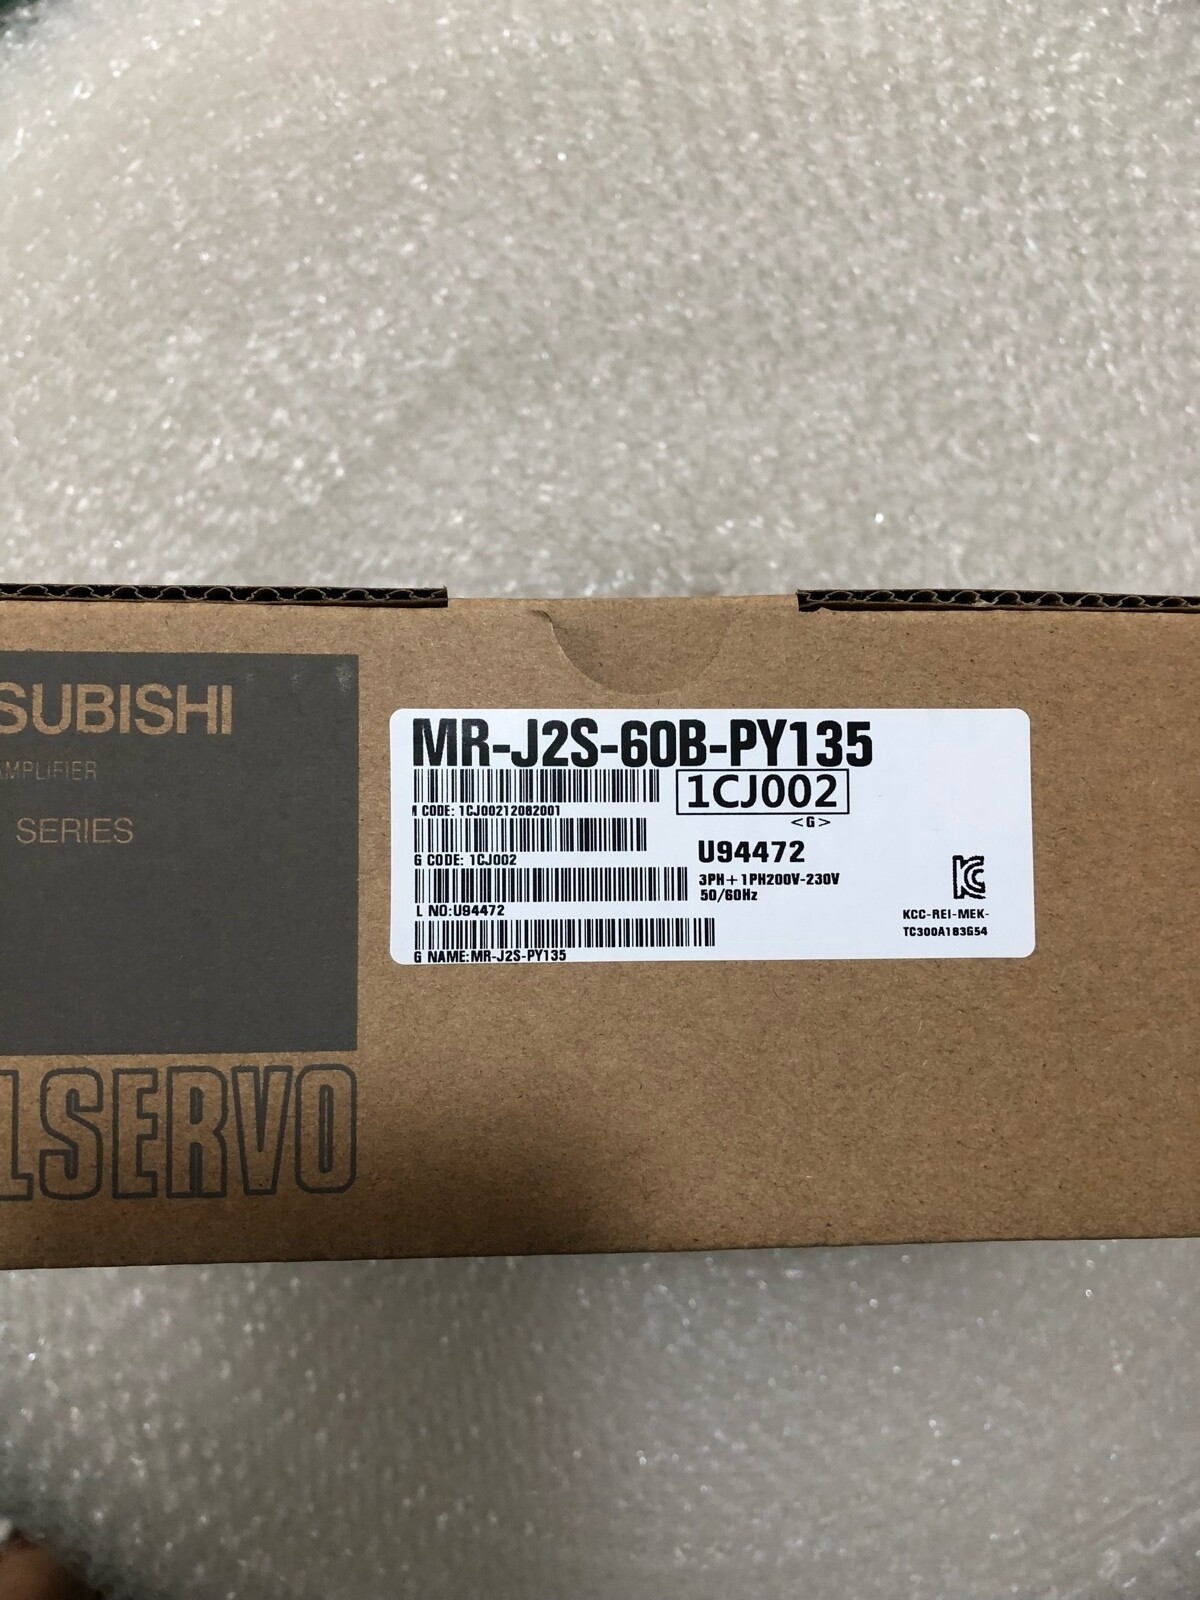 SUBISHI
AMPLIFIER
SERIES
LSERVO
MR-J2S-60B-PY135
1CJ002
<G>
M CODE: 1CJ00212082001
G CODE: 1CJ002
U94472
3PH+1PH200V-230V
50/60Hz
L NO:U94472
KCC-REI-MEK-
TC300A183G54
G NAME:MR-J2S-PY135